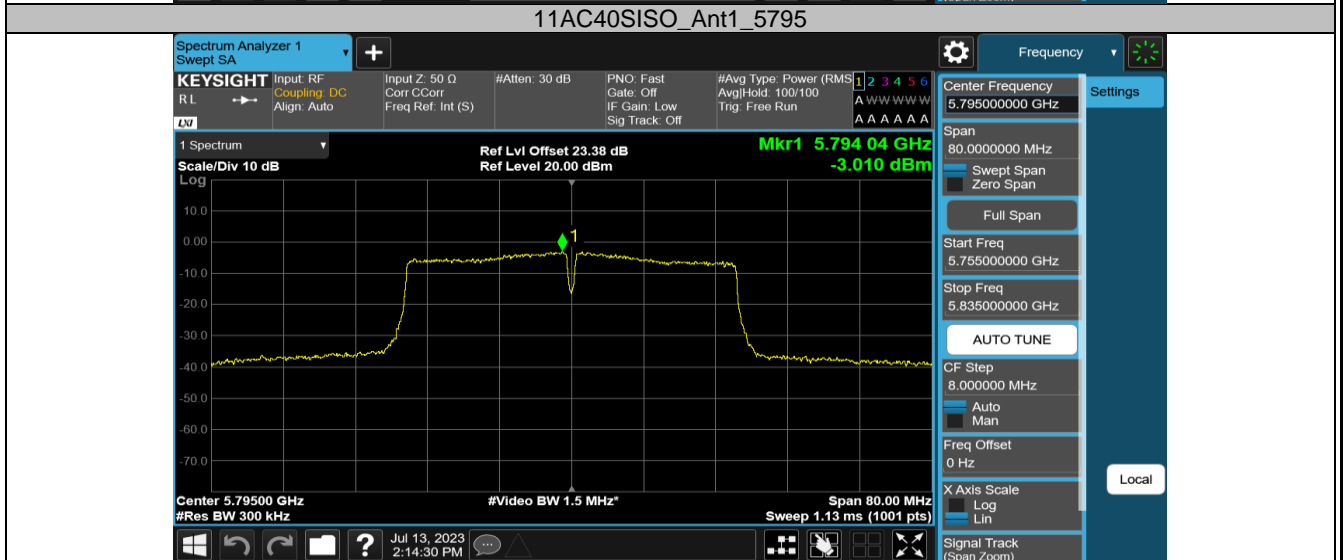 11AC40SISO_Ant1_5795
Spectrum Analyzer 1
Swept SA
Frequency
KEYSIGHT
RL
LXI
Input: RF
Coupling: DC
Align: Auto
Input Z: 50 Ω
Corr CCorr
Freq Ref: Int (S)
#Atten: 30 dB
PNO: Fast
Gate: Off
IF Gain: Low
Sig Track: Off
#Avg Type: Power (RMS
Avg|Hold: 100/100
Trig: Free Run
1 2 3 4 5 6
A W W W W W
A A A A A A
1 Spectrum
Scale/Div 10 dB
Log
Ref Lvl Offset 23.38 dB
Ref Level 20.00 dBm
Mkr1 5.794 04 GHz
-3.010 dBm
10.0
0.00
-10.0
-20.0
-30.0
-40.0
-50.0
-60.0
-70.0
1
Center 5.79500 GHz
#Res BW 300 kHz
#Video BW 1.5 MHz*
Span 80.00 MHz
Sweep 1.13 ms (1001 pts)
Jul 13, 2023
2:14:30 PM
Center Frequency
5.795000000 GHz
Span
80.0000000 MHz
Swept Span
Zero Span
Full Span
Start Freq
5.755000000 GHz
Stop Freq
5.835000000 GHz
AUTO TUNE
CF Step
8.000000 MHz
Auto
Man
Freq Offset
0 Hz
X Axis Scale
Log
Lin
Signal Track
(Span Zoom)
Settings
Local